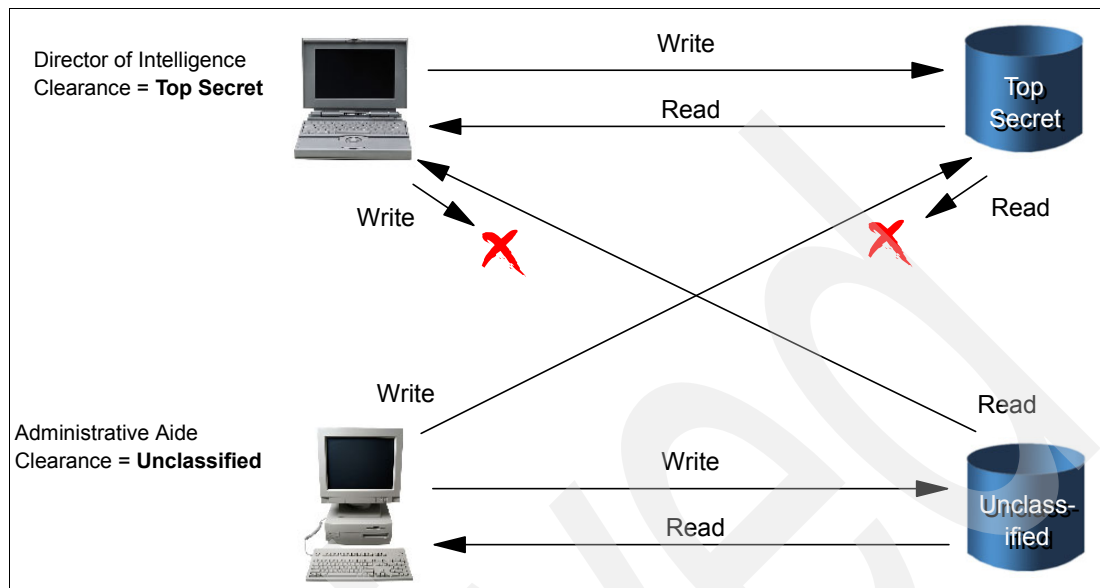 Director of Intelligence
Clearance = Top Secret
Write
Read
Top
Secret
Write
Read
Write
Read
Administrative Aide
Clearance = Unclassified
Write
Read
Unclass-
ified